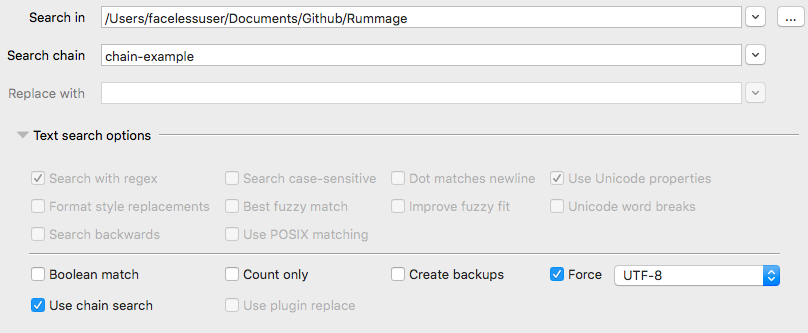 Search in /Users/facelessuser/Documents/Github/Rummage ...
Search chain chain-example
Replace with
Text search options
Search with regex Search case-sensitive Dot matches newline Use Unicode properties
Format style replacements Best fuzzy match Improve fuzzy fit Unicode word breaks
Search backwards Use POSIX matching
Boolean match Count only Create backups Force UTF-8
Use chain search Use plugin replace